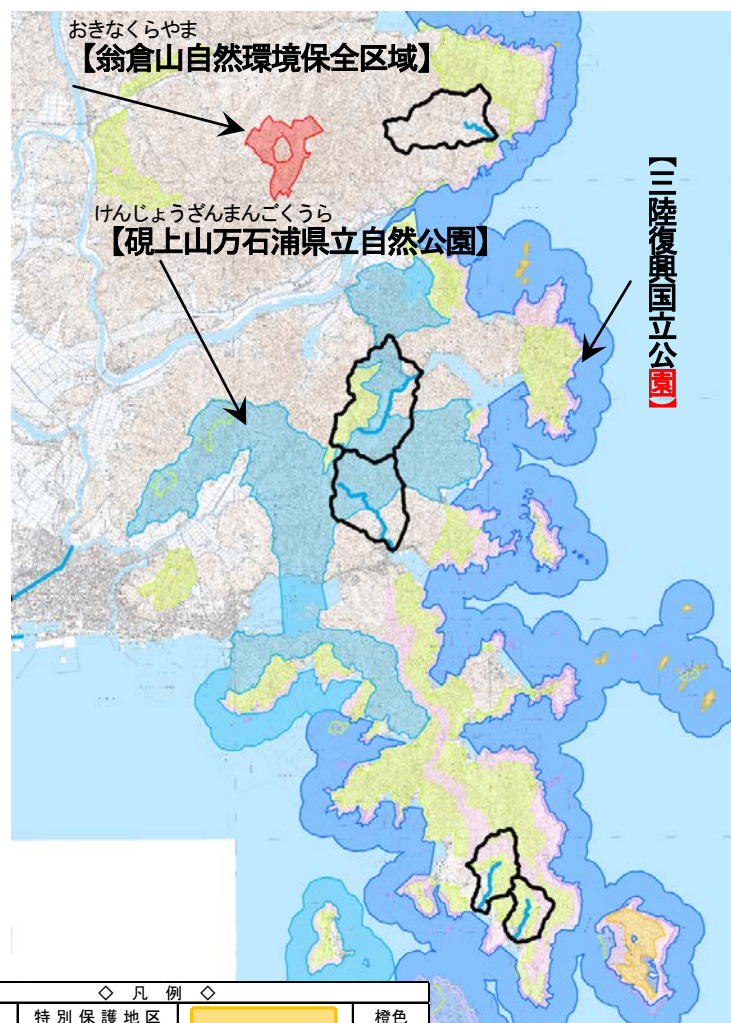 おきなくらやま
【翁倉山自然環境保全区域】
けんじょうざんまんごくうら
【硯上山万石浦県立自然公園】
【三陸復興国立公園】
◇ 凡 例 ◇
特別保護地区
橙色